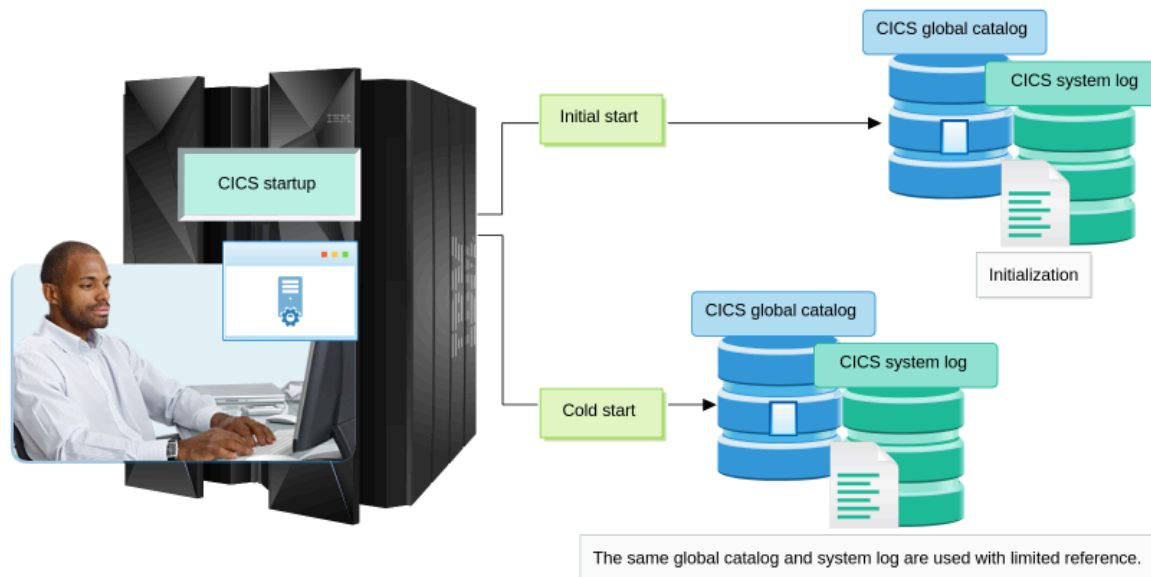 CICS global catalog
CICS system log
Initial start
IBM
CICS startup
Initialization
CICS global catalog
CICS system log
IBM
Cold start
The same global catalog and system log are used with limited reference.